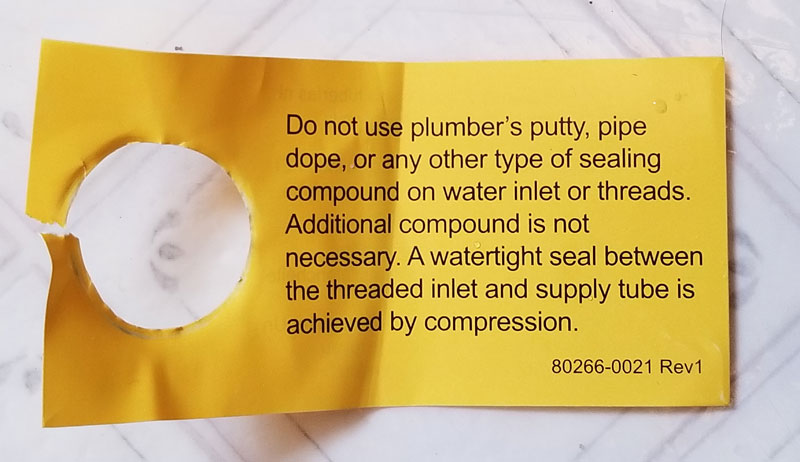 Do not use plumber's putty, pipe
dope, or any other type of sealing
compound on water inlet or threads.
Additional compound is not
necessary. A watertight seal between
the threaded inlet and supply tube is
achieved by compression.
80266-0021 Rev1